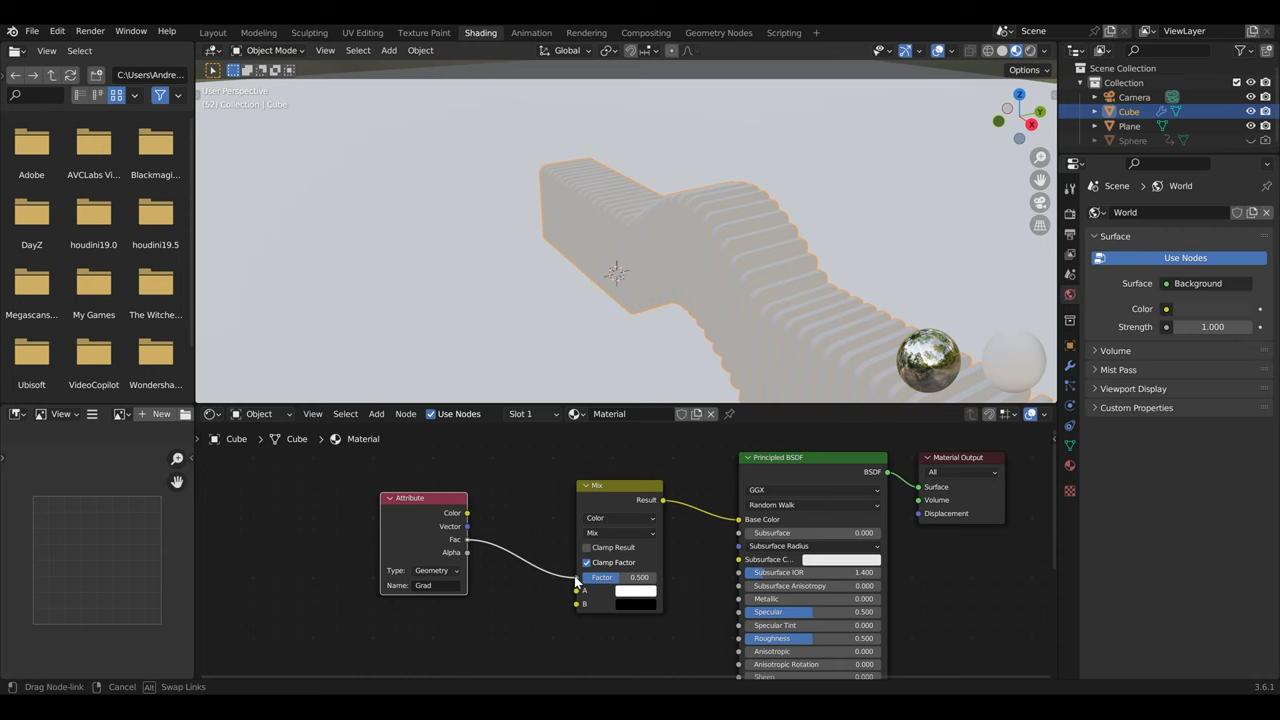 File Edit Render Window Help
Layout Modeling Sculpting UV Editing Texture Paint Shading Animation Rendering Compositing Geometry Nodes Scripting +
Scene
ViewLayer
View Select
Object Mode View Select Add Object
Global
C:\Users\Andre...
Options
User Perspective
(52) Collection | Cube
Z
Y
X
Scene Collection
Collection
Camera
Cube
Plane
Sphere
Adobe AVCLabs Vi... Blackmagi...
DayZ houdini19.0 houdini19.5
Megascans... My Games The Witche...
Ubisoft VideoCopilot Wondersha...
Scene > World
World
Surface
Use Nodes
Surface Background
Color
Strength 1.000
Volume
Mist Pass
Viewport Display
Custom Properties
View + New
Object View Select Add Node Use Nodes Slot 1 Material
Cube > Cube > Material
Attribute
Color
Vector
Fac
Alpha
Type: Geometry
Name: Grad
Mix
Result
Color
Mix
Clamp Result
Clamp Factor
Factor 0.500
A
B
Principled BSDF
BSDF
GGX
Random Walk
Base Color
Subsurface 0.000
Subsurface Radius
Subsurface C...
Subsurface IOR 1.400
Subsurface Anisotropy 0.000
Metallic 0.000
Specular 0.500
Specular Tint 0.000
Roughness 0.500
Anisotropic 0.000
Anisotropic Rotation 0.000
Sheen 0.000
Material Output
All
Surface
Volume
Displacement
Drag Node-link Cancel Alt Swap Links
3.6.1